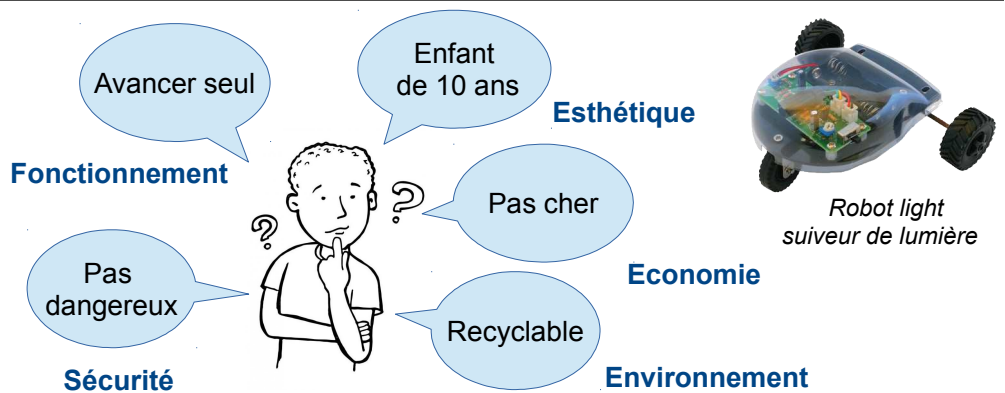 Avancer seul
Enfant
de 10 ans
Esthétique
Fonctionnement
?
?
Pas cher
Robot light
suiveur de lumière
Pas
dangereux
Economie
Recyclable
Sécurité
Environnement